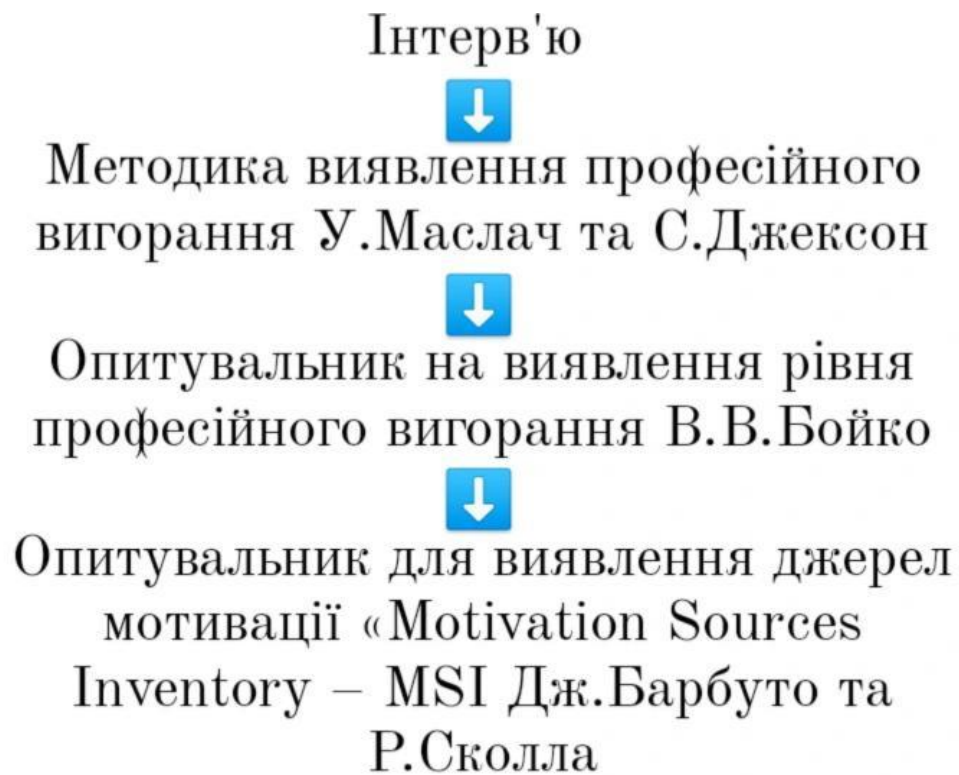 Інтерв'ю
Методика виявлення професійного
вигорання У.Маслач та С.Джексон
Опитувальник на виявлення рівня
професійного вигорання В.В.Бойко
Опитувальник для виявлення джерел
мотивації «Motivation Sources
Inventory – MSI Дж.Барбуто та
Р.Сколла